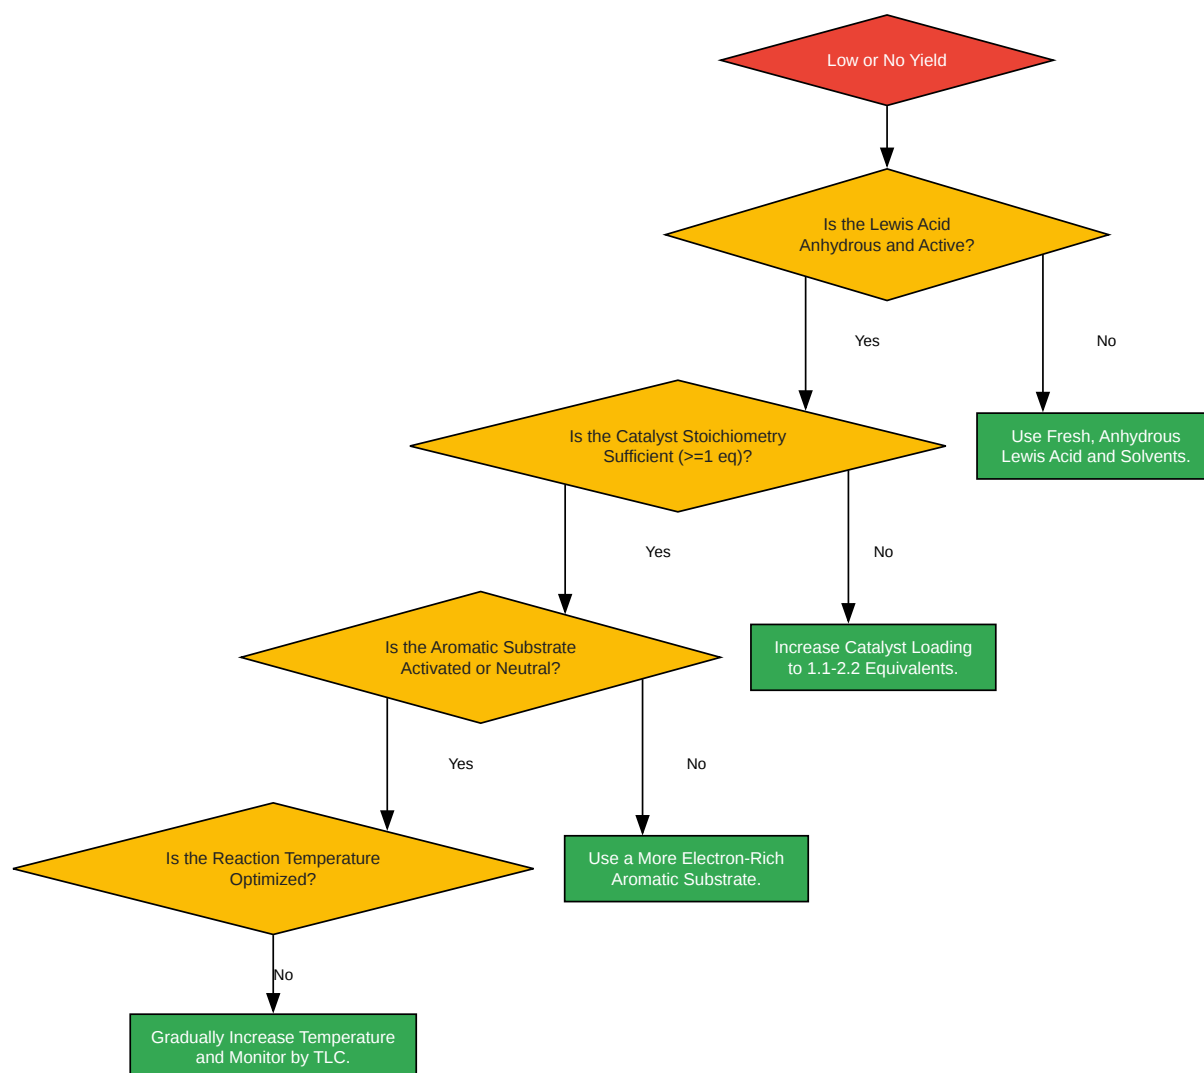 Low or No Yield
Is the Lewis Acid
Anhydrous and Active?
Yes
No
Is the Catalyst Stoichiometry
Sufficient (>=1 eq)?
Use Fresh, Anhydrous
Lewis Acid and Solvents.
Yes
No
Is the Aromatic Substrate
Activated or Neutral?
Increase Catalyst Loading
to 1.1-2.2 Equivalents.
Yes
No
Is the Reaction Temperature
Optimized?
Use a More Electron-Rich
Aromatic Substrate.
No
Gradually Increase Temperature
and Monitor by TLC.